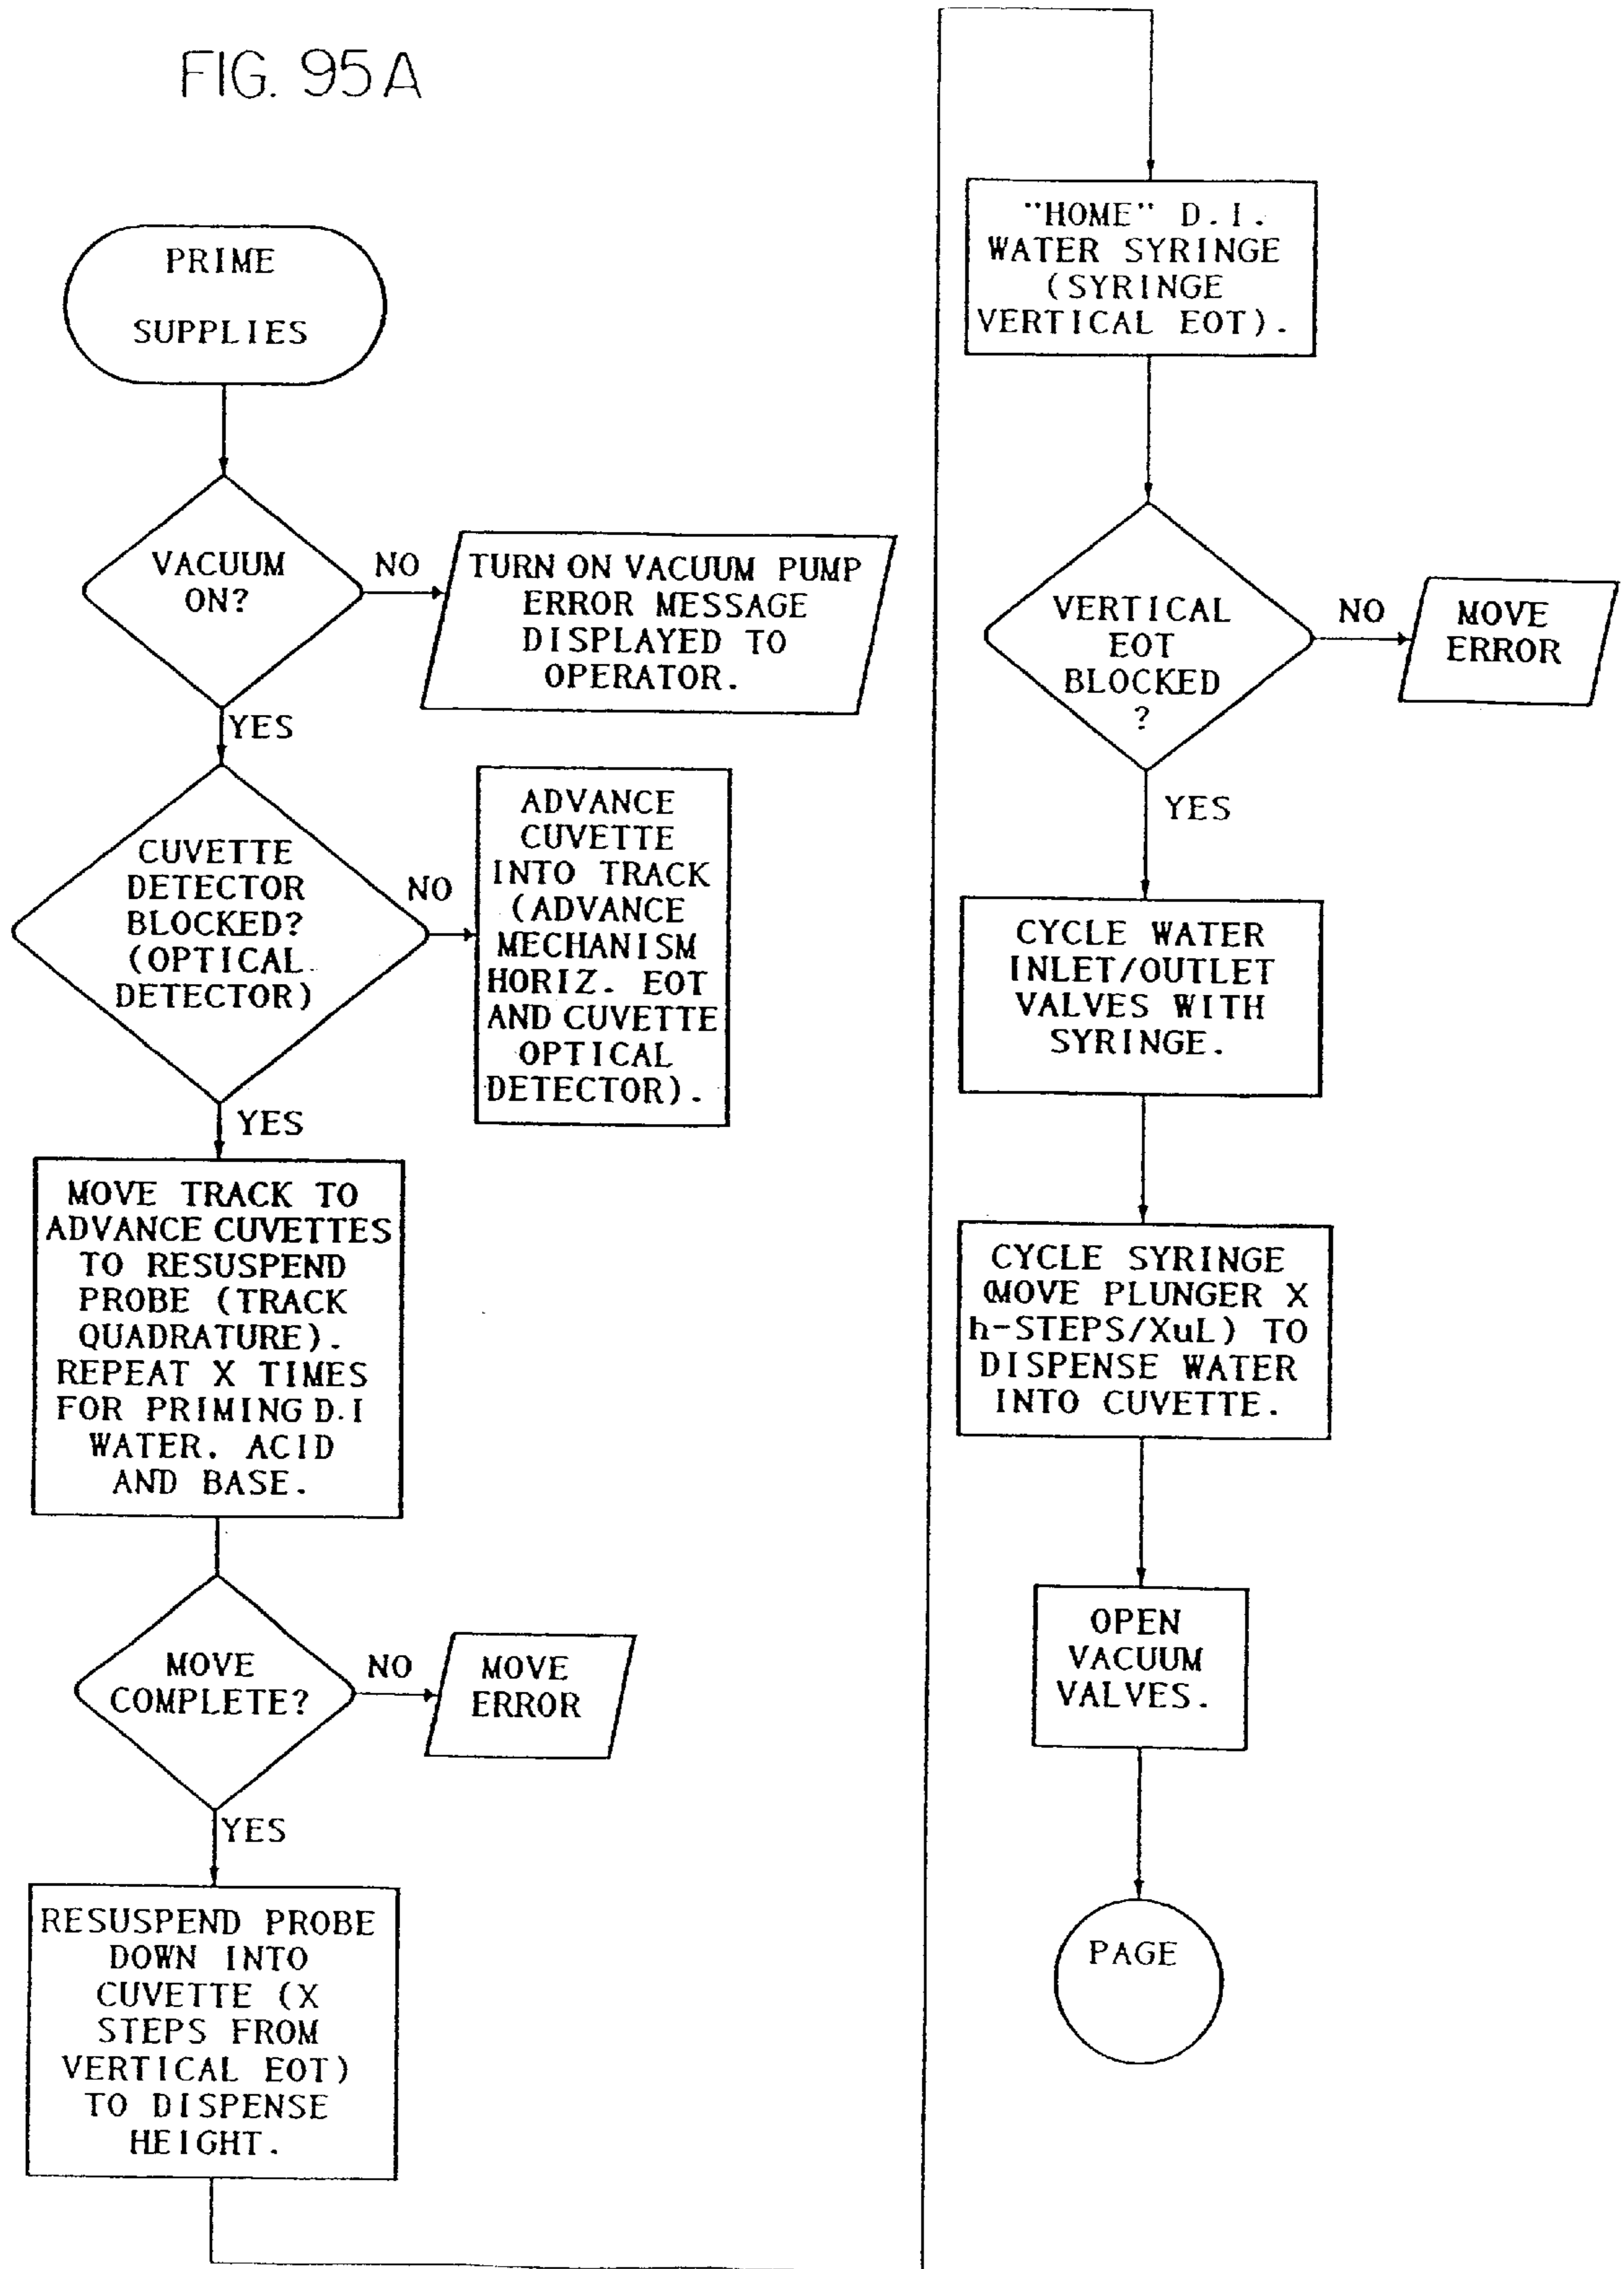 FIG. 95A
PRIME
SUPPLIES
VACUUM
ON?
NO
TURN ON VACUUM PUMP
ERROR MESSAGE
DISPLAYED TO
OPERATOR.
YES
CUVETTE
DETECTOR
BLOCKED?
(OPTICAL
DETECTOR)
NO
ADVANCE
CUVETTE
INTO TRACK
(ADVANCE
MECHANISM
HORIZ. EOT
AND CUVETTE
OPTICAL
DETECTOR).
YES
MOVE TRACK TO
ADVANCE CUVETTES
TO RESUSPEND
PROBE (TRACK
QUADRATURE).
REPEAT X TIMES
FOR PRIMING D.I
WATER. ACID
AND BASE.
MOVE
COMPLETE?
NO
MOVE
ERROR
YES
RESUSPEND PROBE
DOWN INTO
CUVETTE (X
STEPS FROM
VERTICAL EOT)
TO DISPENSE
HEIGHT.
"HOME" D.I.
WATER SYRINGE
(SYRINGE
VERTICAL EOT).
VERTICAL
EOT
BLOCKED
?
NO
MOVE
ERROR
YES
CYCLE WATER
INLET/OUTLET
VALVES WITH
SYRINGE.
CYCLE SYRINGE
(MOVE PLUNGER X
h-STEPS/XuL) TO
DISPENSE WATER
INTO CUVETTE.
OPEN
VACUUM
VALVES.
PAGE